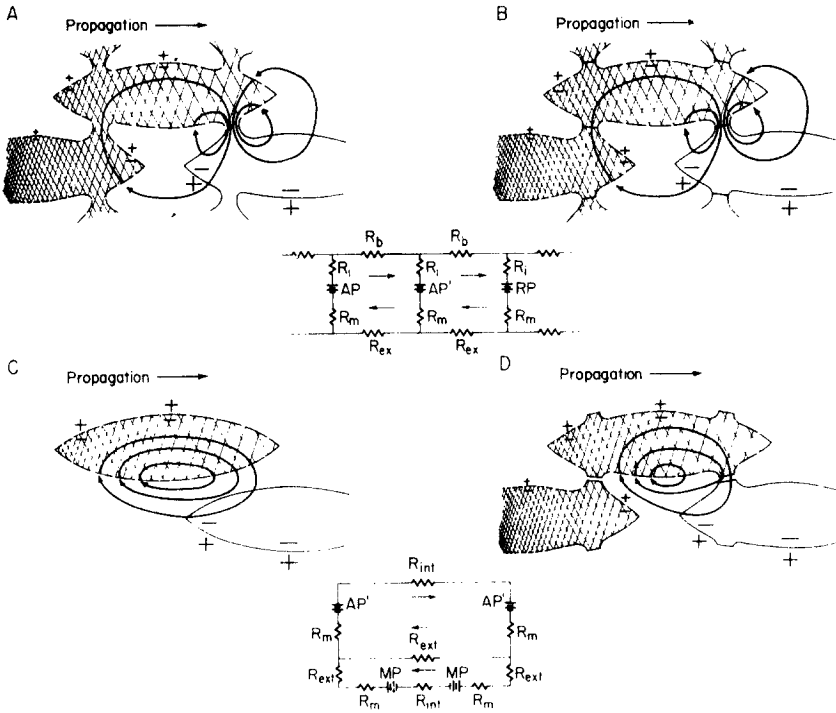 A
B
Propagation
Propagation
+
−
R_b
R_b
R_i
R_i
R_i
AP
AP'
RP
R_m
R_m
R_m
R_ex
R_ex
C
D
Propagation
Propagation
R_int
AP'
AP'
R_m
R_m
R_ext
R_ext
MP
MP
R_ext
R_m
R_int
R_m